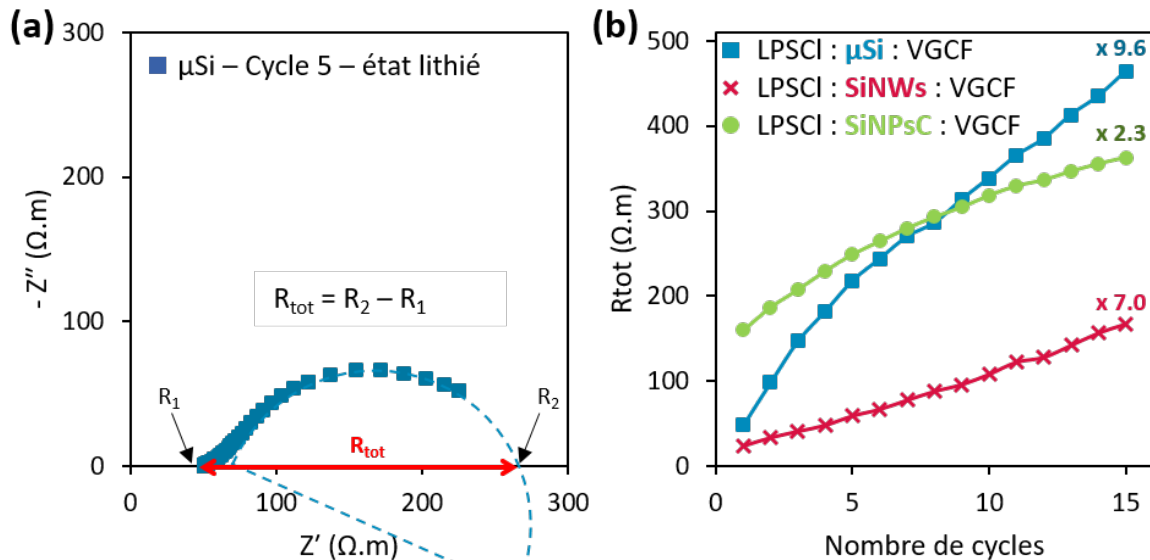 (a)
300
200
100
0
- Z″ (Ω.m)
μSi – Cycle 5 – état lithié
R_tot = R_2 – R_1
R_1
R_2
R_tot
0
100
200
300
Z′ (Ω.m)
(b)
500
400
300
200
100
0
Rtot (Ω.m)
LPSCl : μSi : VGCF
LPSCl : SiNWs : VGCF
LPSCl : SiNPsC : VGCF
x 9.6
x 2.3
x 7.0
0
5
10
15
Nombre de cycles